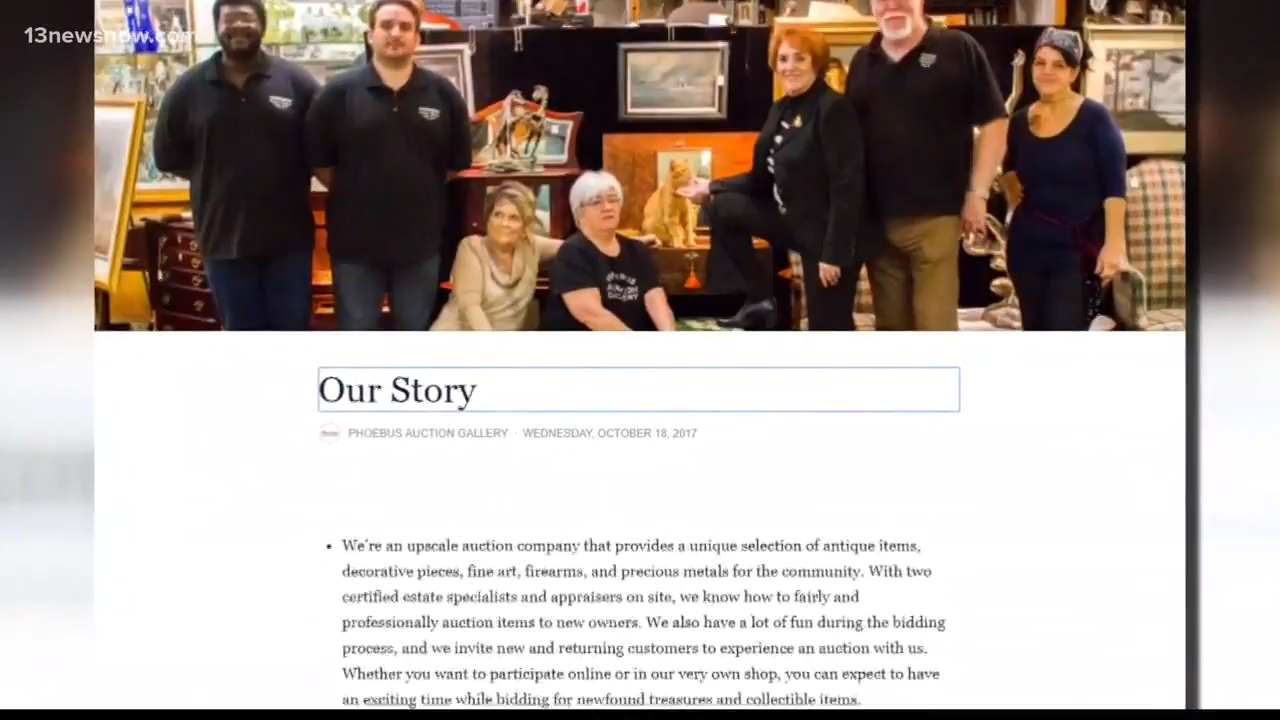 13newsnow.com
Our Story
PHOEBUS AUCTION GALLERY · WEDNESDAY, OCTOBER 18, 2017
• We're an upscale auction company that provides a unique selection of antique items,
decorative pieces, fine art, firearms, and precious metals for the community. With two
certified estate specialists and appraisers on site, we know how to fairly and
professionally auction items to new owners. We also have a lot of fun during the bidding
process, and we invite new and returning customers to experience an auction with us.
Whether you want to participate online or in our very own shop, you can expect to have
an exciting time while bidding for newfound treasures and collectible items.